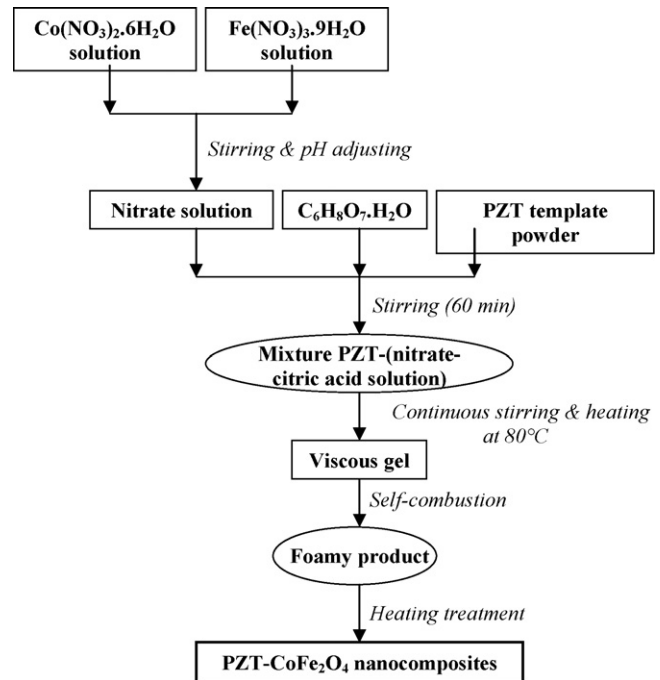 Co(NO₃)₂.6H₂O
solution
Fe(NO₃)₃.9H₂O
solution
Stirring & pH adjusting
Nitrate solution
C₆H₈O₇.H₂O
PZT template
powder
Stirring (60 min)
Mixture PZT-(nitrate-
citric acid solution)
Continuous stirring & heating
at 80°C
Viscous gel
Self-combustion
Foamy product
Heating treatment
PZT-CoFe₂O₄ nanocomposites